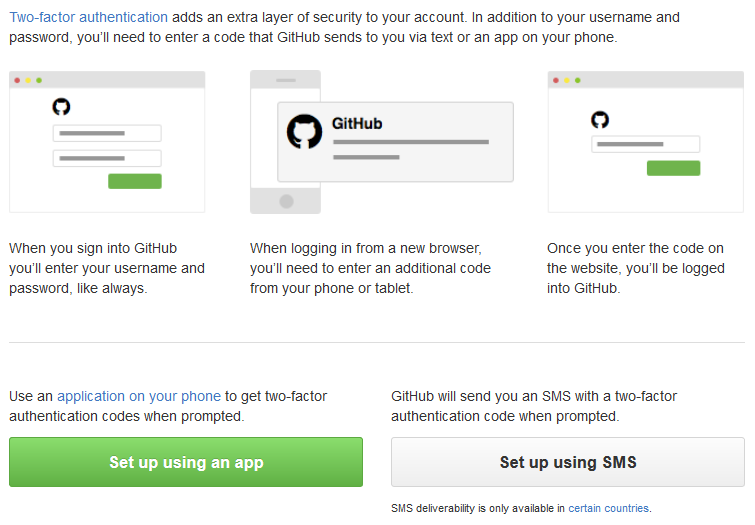 Two-factor authentication adds an extra layer of security to your account. In addition to your username and
password, you’ll need to enter a code that GitHub sends to you via text or an app on your phone.
GitHub
When you sign into GitHub
you’ll enter your username and
password, like always.
When logging in from a new browser,
you’ll need to enter an additional code
from your phone or tablet.
Once you enter the code on
the website, you’ll be logged
into GitHub.
Use an application on your phone to get two-factor
authentication codes when prompted.
Set up using an app
GitHub will send you an SMS with a two-factor
authentication code when prompted.
Set up using SMS
SMS deliverability is only available in certain countries.